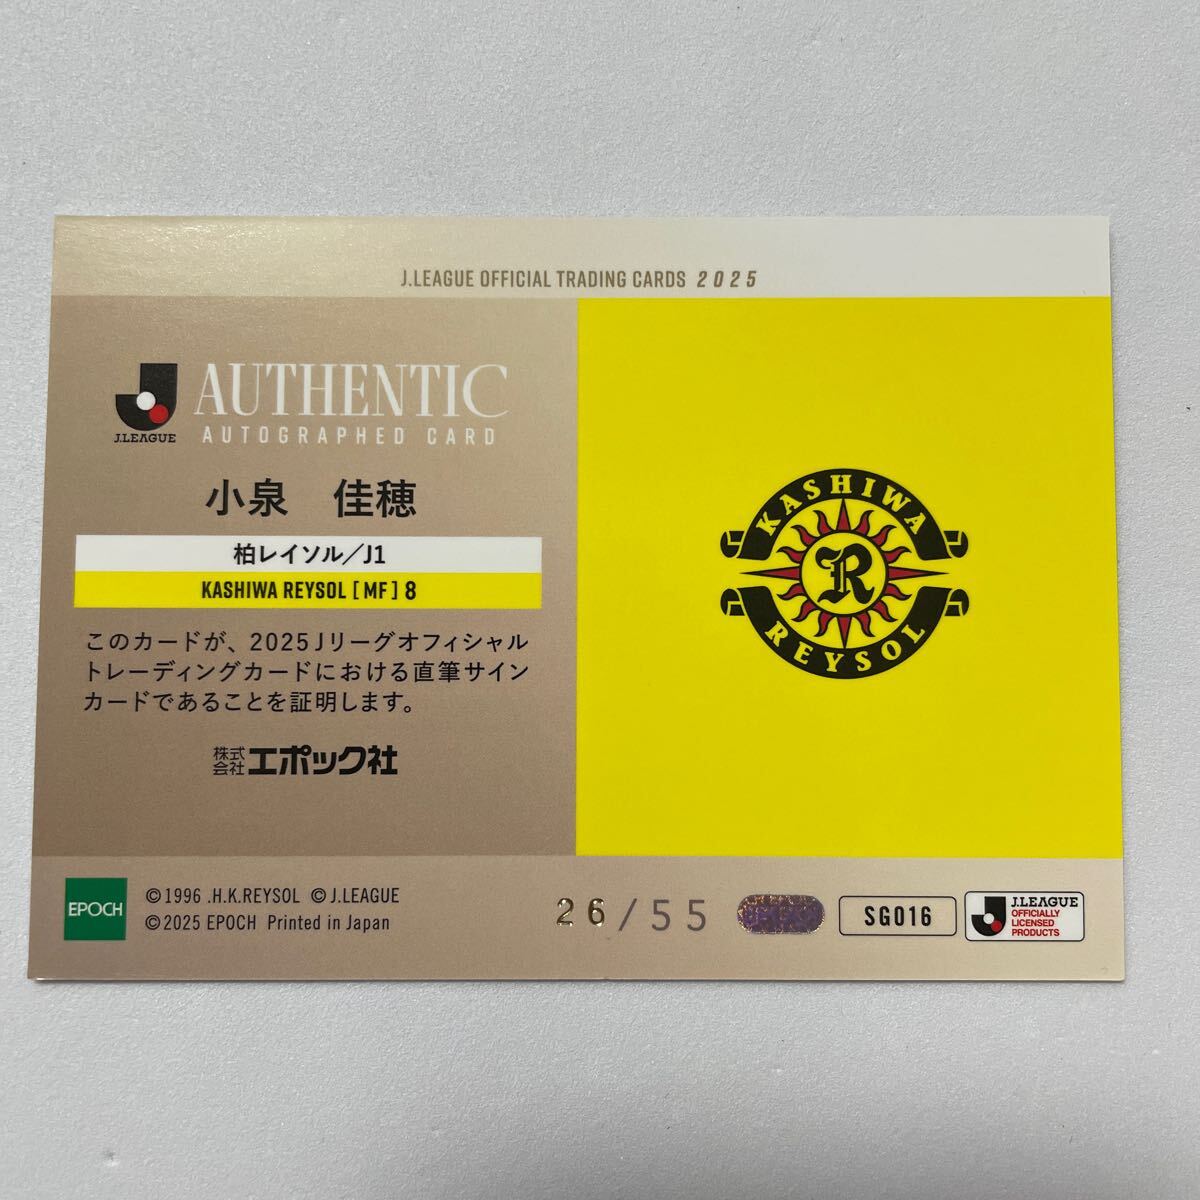 J.LEAGUE OFFICIAL TRADING CARDS 2025
J.LEAGUE
AUTHENTIC
AUTOGRAPHED CARD
小泉 佳穂
柏レイソル/J1
KASHIWA REYSOL [MF] 8
このカードが、2025Jリーグオフィシャル
トレーディングカードにおける直筆サイン
カードであることを証明します。
株式会社エポック社
KASHIWA
R
REYSOL
EPOCH
©1996 .H.K.REYSOL ©J.LEAGUE
©2025 EPOCH Printed in Japan
26/55
SG016
J.LEAGUE
OFFICIALLY
LICENSED
PRODUCTS